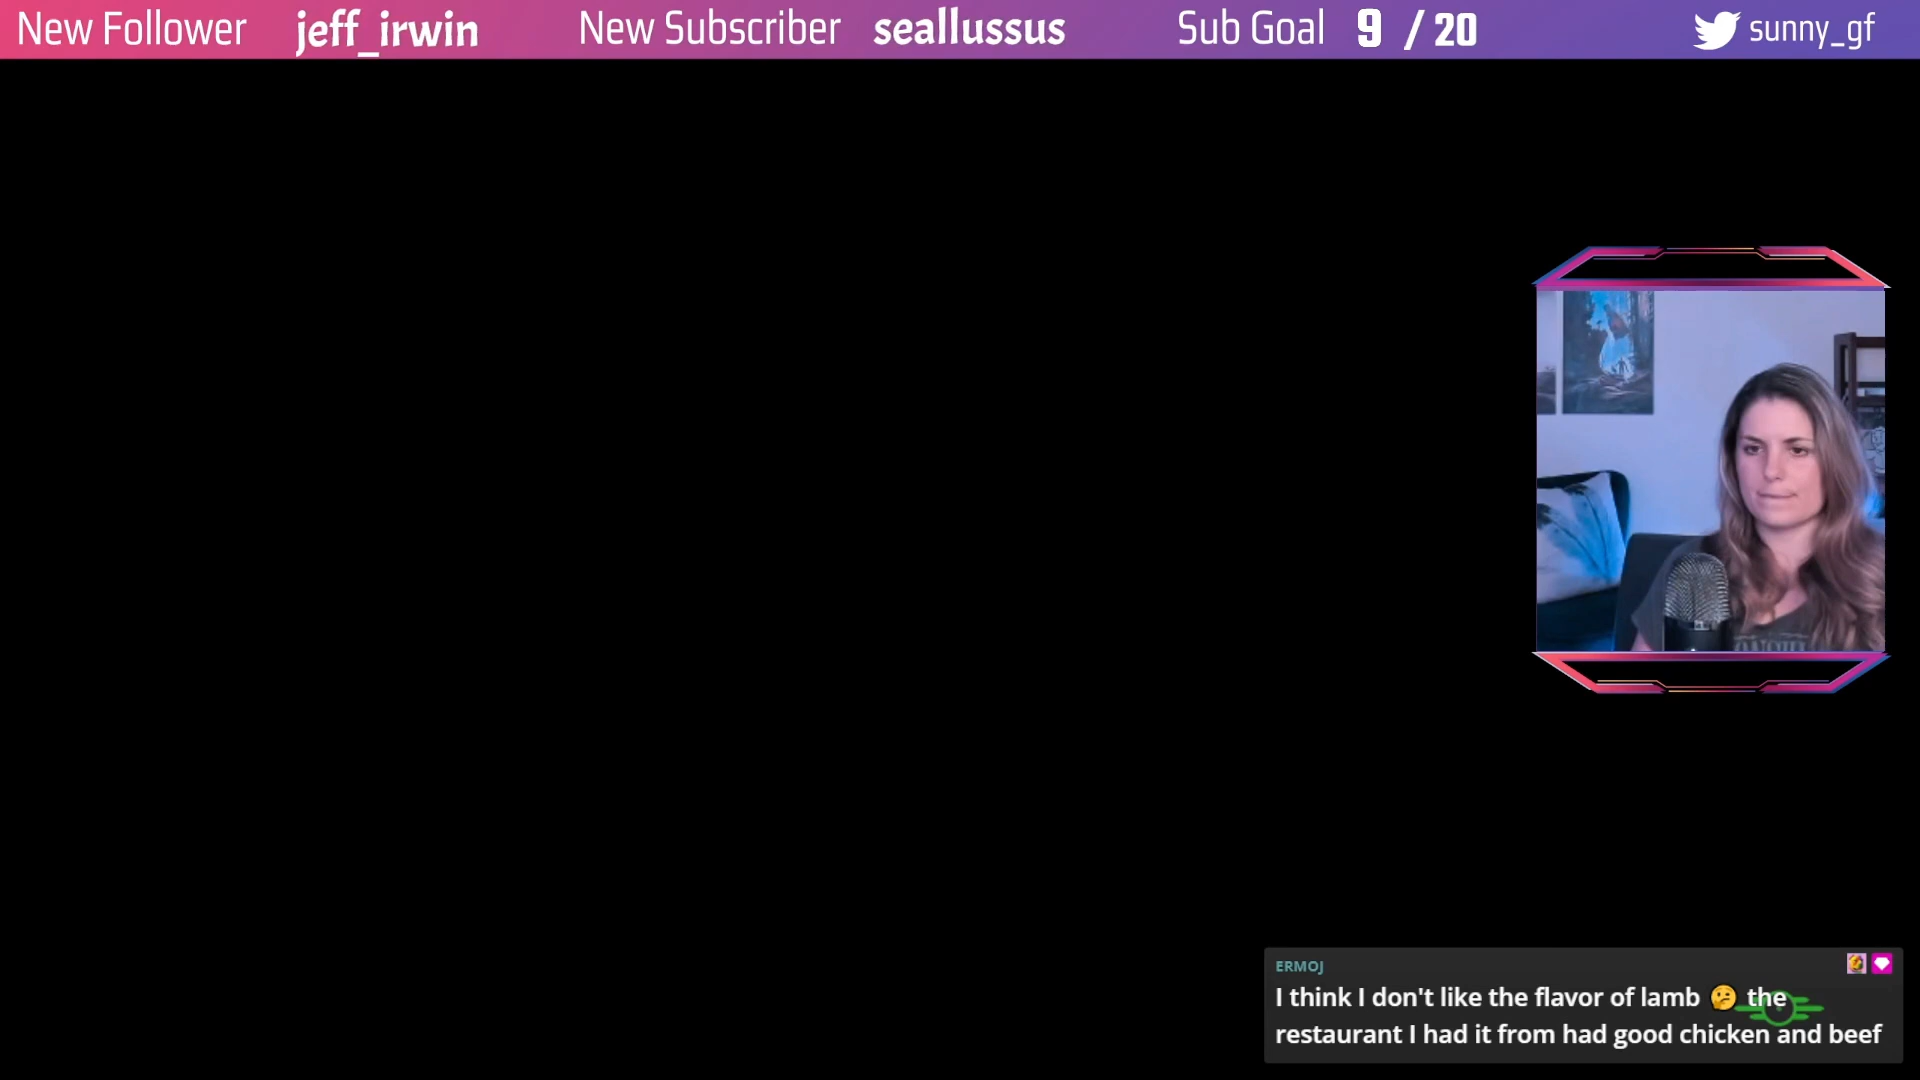 New Follower jeff_irwin New Subscriber seallussus Sub Goal 9 / 20 sunny_gf
ERMOJ
I think I don't like the flavor of lamb 🤔 the
restaurant I had it from had good chicken and beef